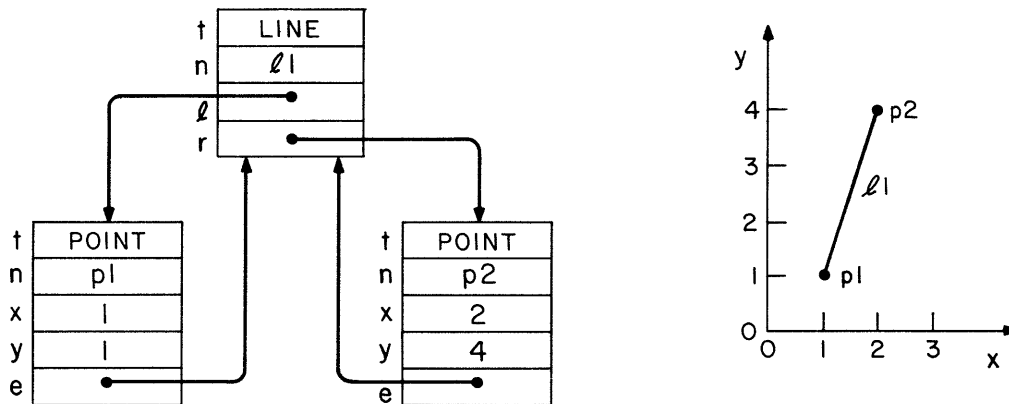 t LINE
n ℓ1
ℓ
r
t POINT
n p1
x 1
y 1
e
t POINT
n p2
x 2
y 4
e
y
4 p2
3
ℓ1
2
1 p1
0
0 1 2 3
x